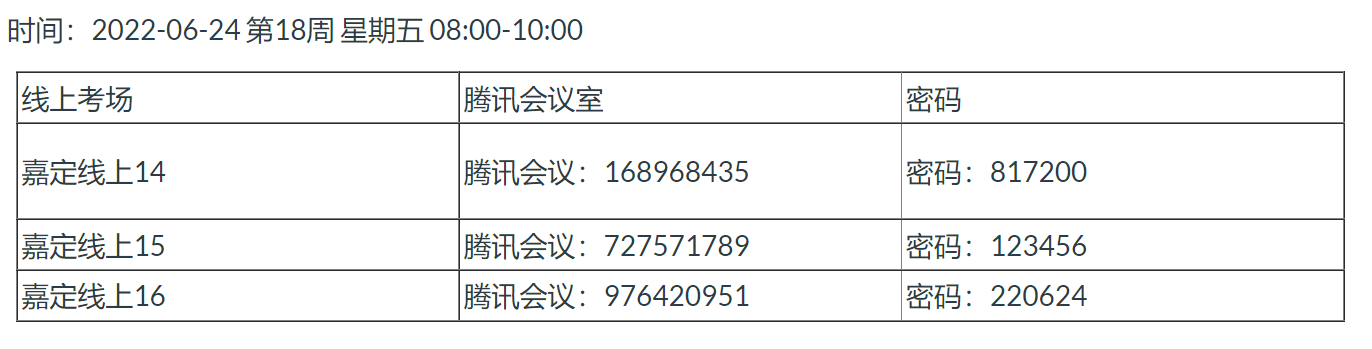 时间：2022-06-24 第18周 星期五 08:00-10:00
线上考场 腾讯会议室 密码
嘉定线上14 腾讯会议：168968435 密码：817200
嘉定线上15 腾讯会议：727571789 密码：123456
嘉定线上16 腾讯会议：976420951 密码：220624